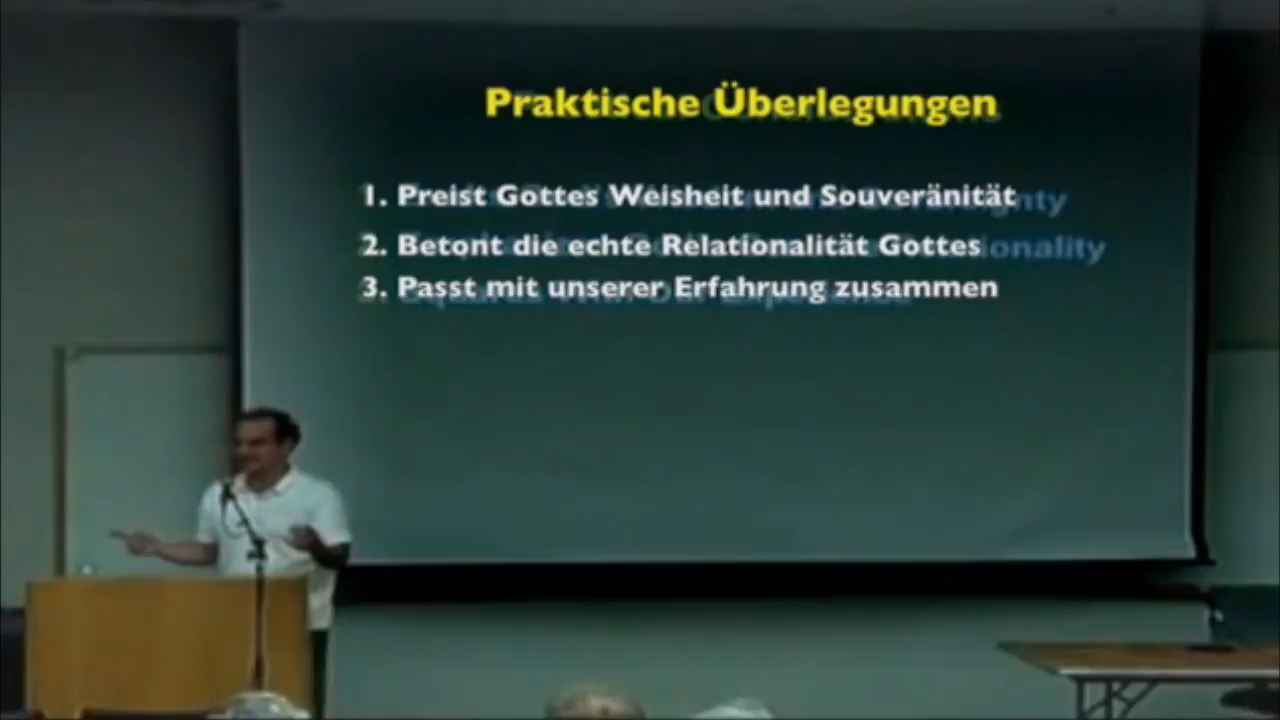 Praktische Überlegungen
1. Preist Gottes Weisheit und Souveränität
2. Betont die echte Relationalität Gottes
3. Passt mit unserer Erfahrung zusammen